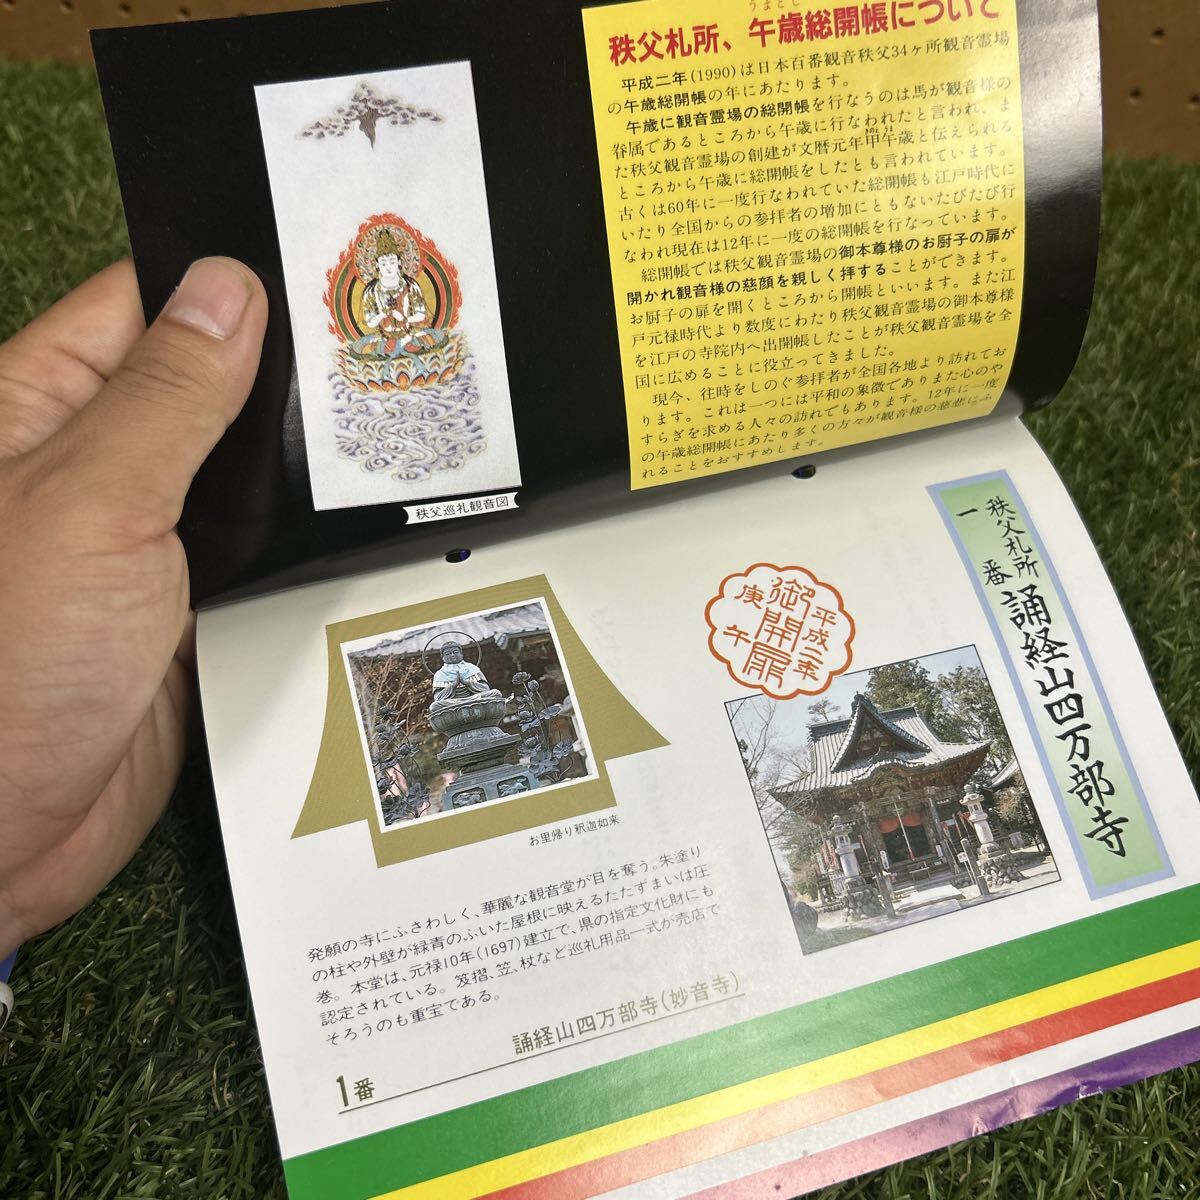 うまどし
秩父札所、午歳総開帳について
平成二年(1990)は日本百番観音秩父34ヶ所観音霊場
の午歳総開帳の年にあたります。
午歳に観音霊場の総開帳を行なうのは馬が観音様の
眷属であるところから午歳に行なわれたと言われ、ま
た秩父観音霊場の創建が文暦元年甲午歳と伝えられる
ところから午歳に総開帳をしたとも言われています。
古くは60年に一度行なわれていた総開帳も江戸時代に
いたり全国からの参拝者の増加にともないたびたび行
なわれ現在は12年に一度の総開帳を行なっています。
総開帳では秩父観音霊場の御本尊様のお厨子の扉が
開かれ観音様の慈顔を親しく拝することができます。
お厨子の扉を開くところから開帳といいます。また江
戸元禄時代より数度にわたり秩父観音霊場の御本尊様
を江戸の寺院内へ出開帳したことが秩父観音霊場を全
国に広めることに役立ってきました。
現今、往時をしのぐ参拝者が全国各地より訪れてお
ります。これは一つには平和の象徴でありまた心のや
すらぎを求める人々の訪れでもあります。12年に一度
の午歳総開帳にあたり多くの方々が観音様の慈悲にふ
れることをおすすめします。
秩父巡礼観音図
秩父札所
一番
誦経山四万部寺
平成二年
御開扉
庚午
お里帰り釈迦如来
発願の寺にふさわしく、華麗な観音堂が目を奪う。朱塗り
の柱や外壁が緑青のふいた屋根に映えるたたずまいは圧
巻。本堂は、元禄10年(1697)建立で、県の指定文化財にも
認定されている。笈摺、笠、杖など巡礼用品一式が売店で
そろうのも重宝である。
1番
誦経山四万部寺(妙音寺)